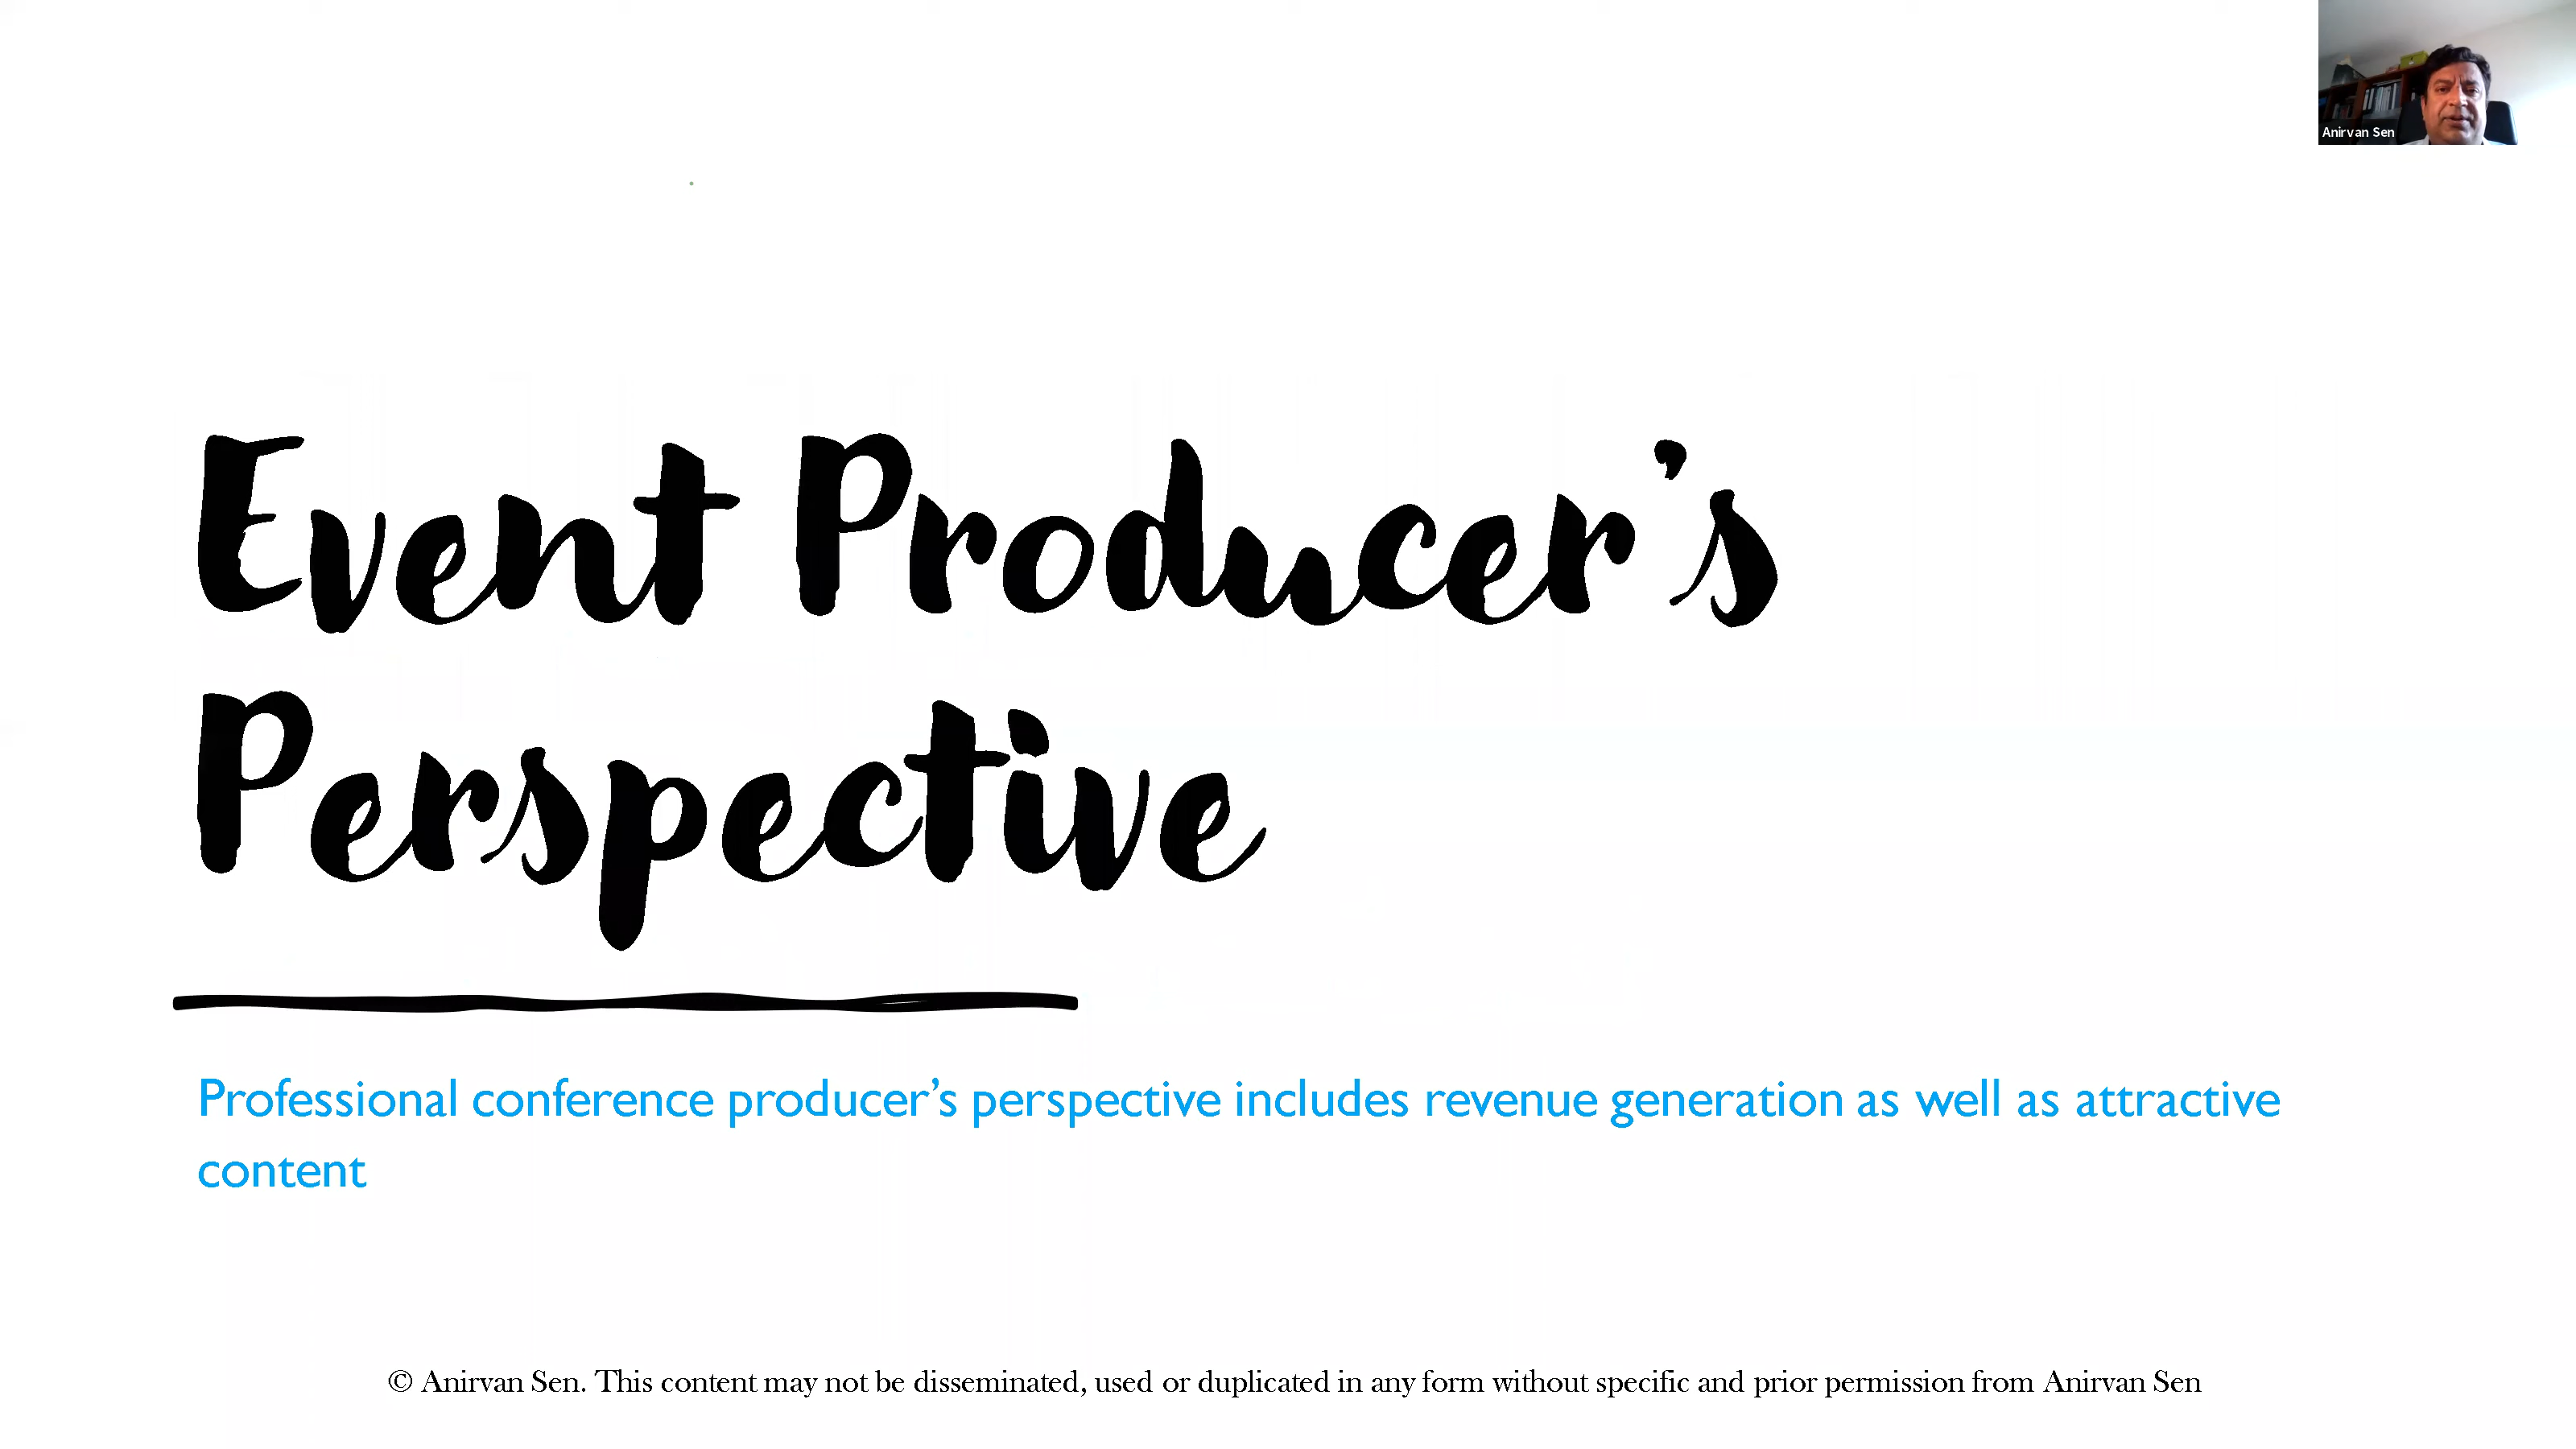 Anirvan Sen
Event Producer’s
Perspective
Professional conference producer’s perspective includes revenue generation as well as attractive
content
© Anirvan Sen. This content may not be disseminated, used or duplicated in any form without specific and prior permission from Anirvan Sen